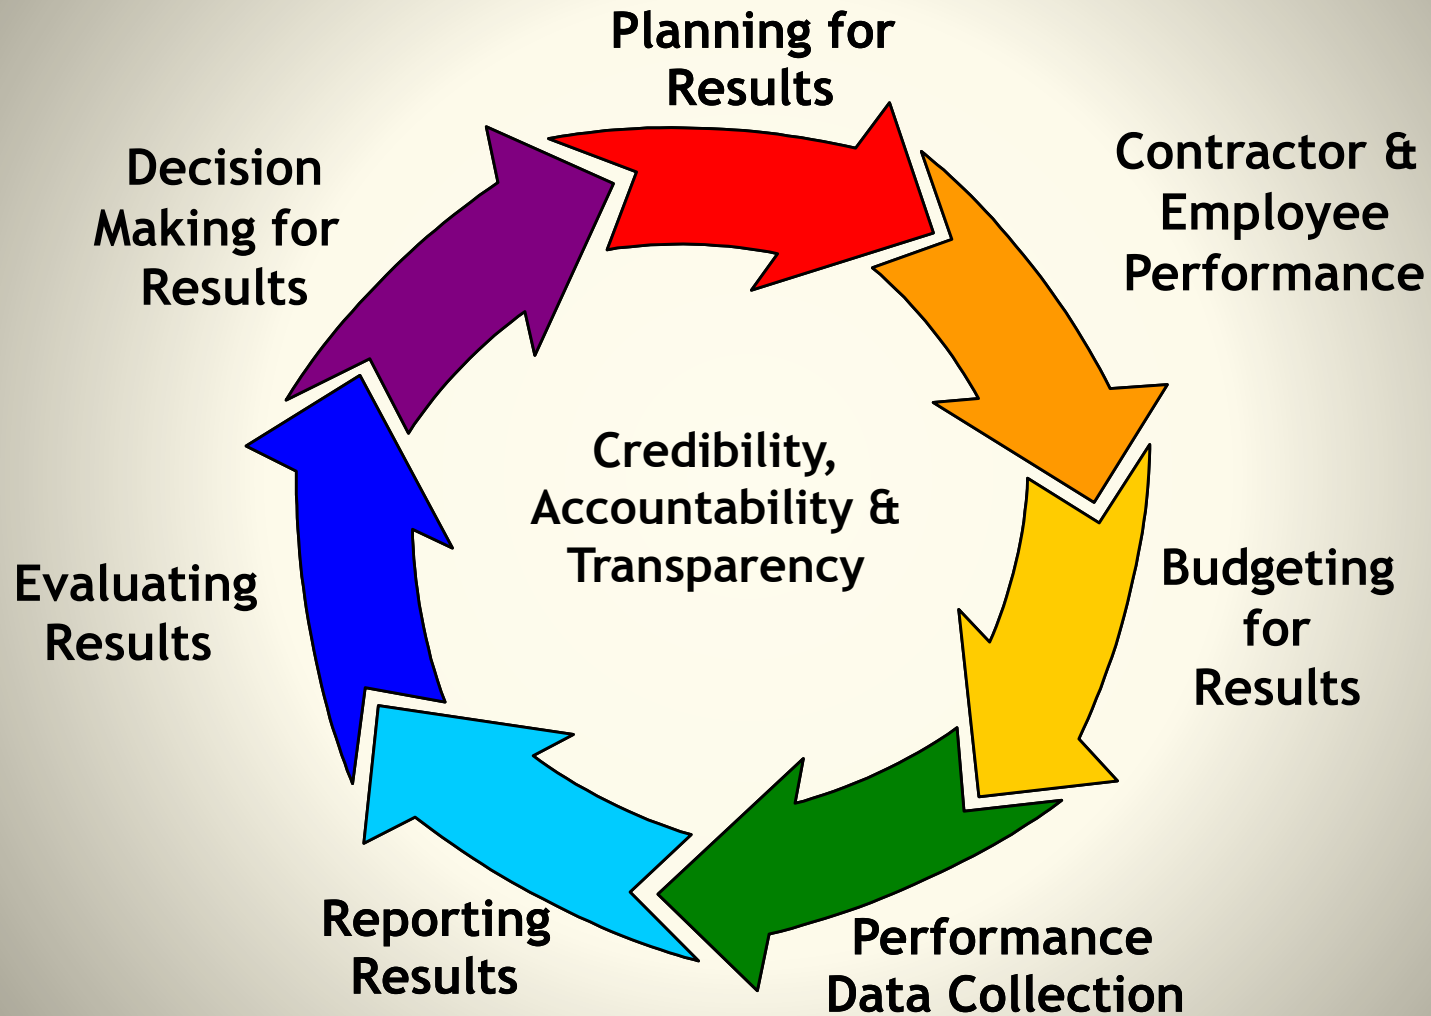 Planning for
Results
Contractor &
Employee
Performance
Budgeting
for
Results
Performance
Data Collection
Reporting
Results
Evaluating
Results
Decision
Making for
Results
Credibility,
Accountability &
Transparency